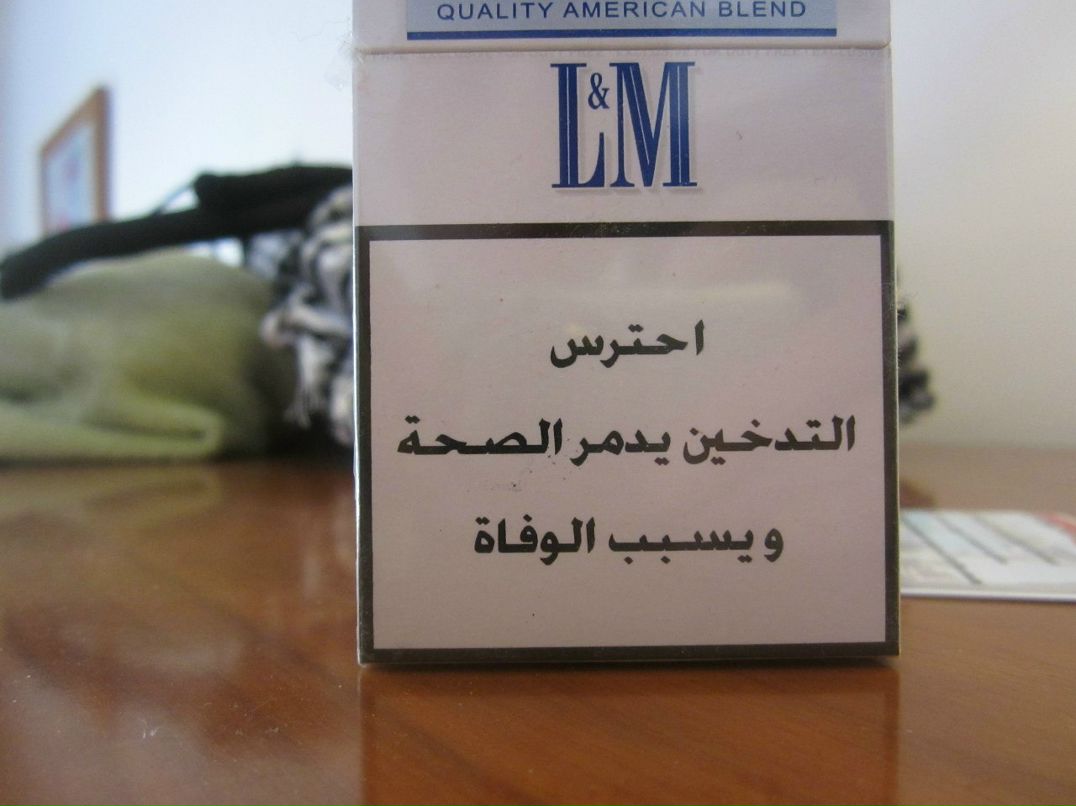 QUALITY AMERICAN BLEND
L&M
احترس
التدخين يدمر الصحة
ويسبب الوفاة